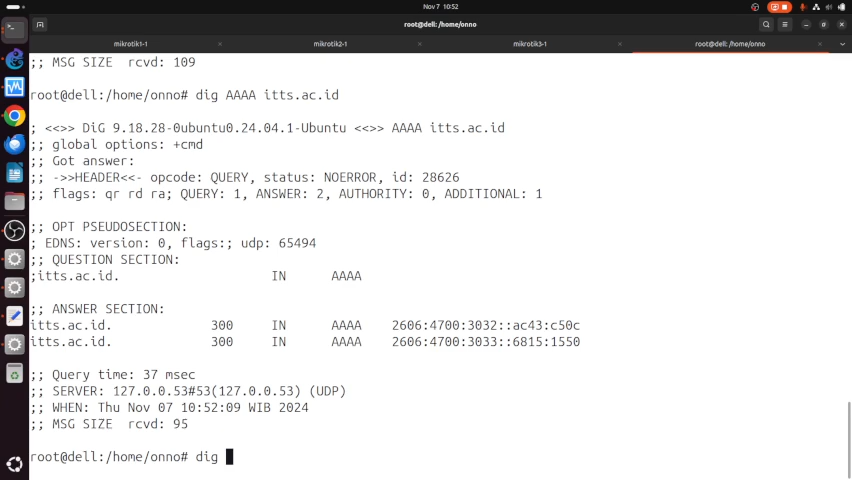 Nov 7 10:52
root@dell: /home/onno
mikrotik1-1
mikrotik2-1
mikrotik3-1
root@dell: /home/onno
;; MSG SIZE  rcvd: 109
root@dell:/home/onno# dig AAAA itts.ac.id
; <<>> DiG 9.18.28-0ubuntu0.24.04.1-Ubuntu <<>> AAAA itts.ac.id
;; global options: +cmd
;; Got answer:
;; ->>HEADER<<- opcode: QUERY, status: NOERROR, id: 28626
;; flags: qr rd ra; QUERY: 1, ANSWER: 2, AUTHORITY: 0, ADDITIONAL: 1
;; OPT PSEUDOSECTION:
; EDNS: version: 0, flags:; udp: 65494
;; QUESTION SECTION:
;itts.ac.id.                   IN      AAAA
;; ANSWER SECTION:
itts.ac.id.            300     IN      AAAA    2606:4700:3032::ac43:c50c
itts.ac.id.            300     IN      AAAA    2606:4700:3033::6815:1550
;; Query time: 37 msec
;; SERVER: 127.0.0.53#53(127.0.0.53) (UDP)
;; WHEN: Thu Nov 07 10:52:09 WIB 2024
;; MSG SIZE  rcvd: 95
root@dell:/home/onno# dig